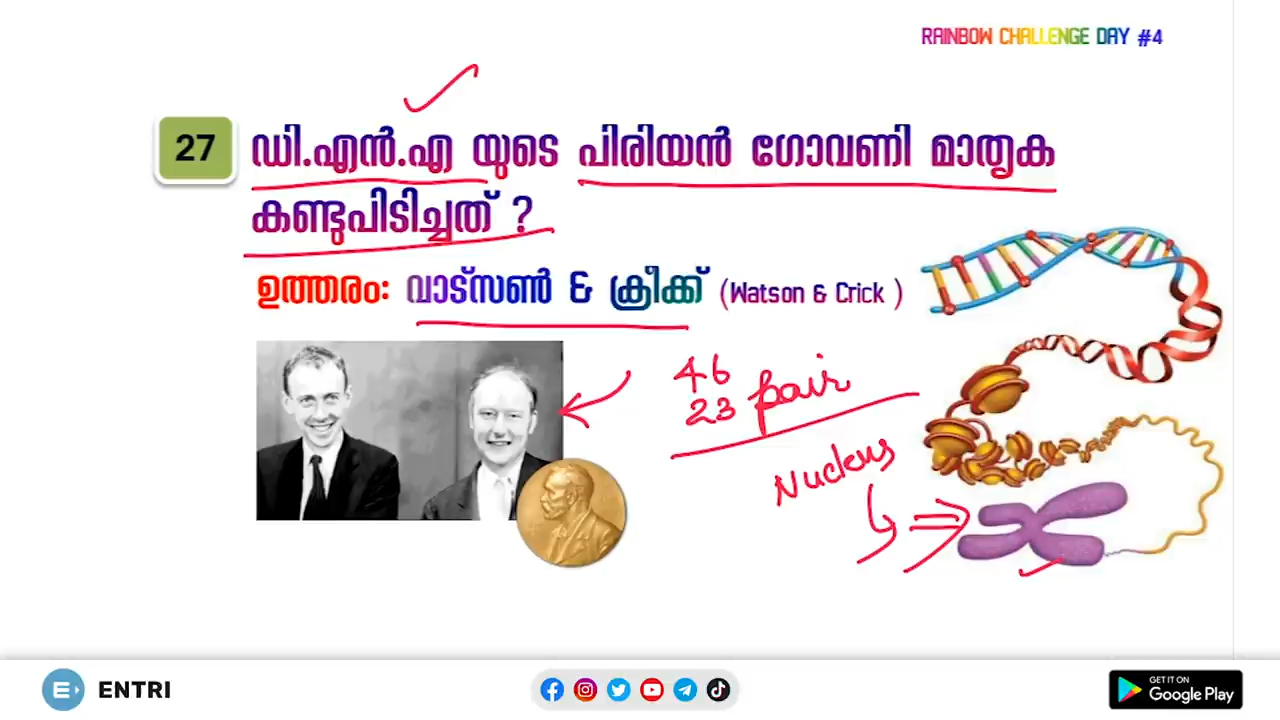 RAINBOW CHALLENGE DAY #4
27 ഡി.എൻ.എ യുടെ പിരിയൻ ഗോവണി മാതൃക
കണ്ടുപിടിച്ചത് ?
ഉത്തരം: വാട്സൺ & ക്രീക്ക് (Watson & Crick )
46
23 pair
Nucleus
ENTRI
GET IT ON
Google Play